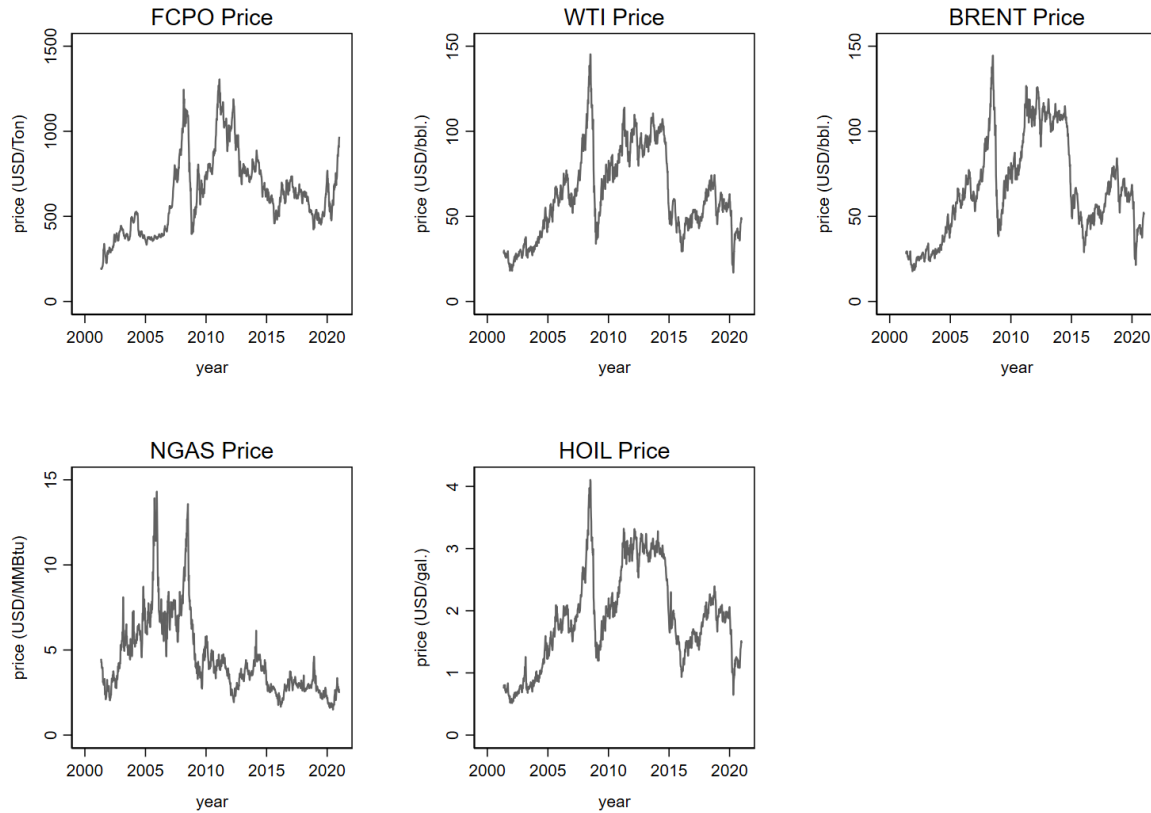 FCPO Price
price (USD/Ton)
1500
1000
500
0
2000 2005 2010 2015 2020
year
WTI Price
price (USD/bbl.)
150
100
50
0
2000 2005 2010 2015 2020
year
BRENT Price
price (USD/bbl.)
150
100
50
0
2000 2005 2010 2015 2020
year
NGAS Price
price (USD/MMBtu)
15
10
5
0
2000 2005 2010 2015 2020
year
HOIL Price
price (USD/gal.)
4
3
2
1
0
2000 2005 2010 2015 2020
year